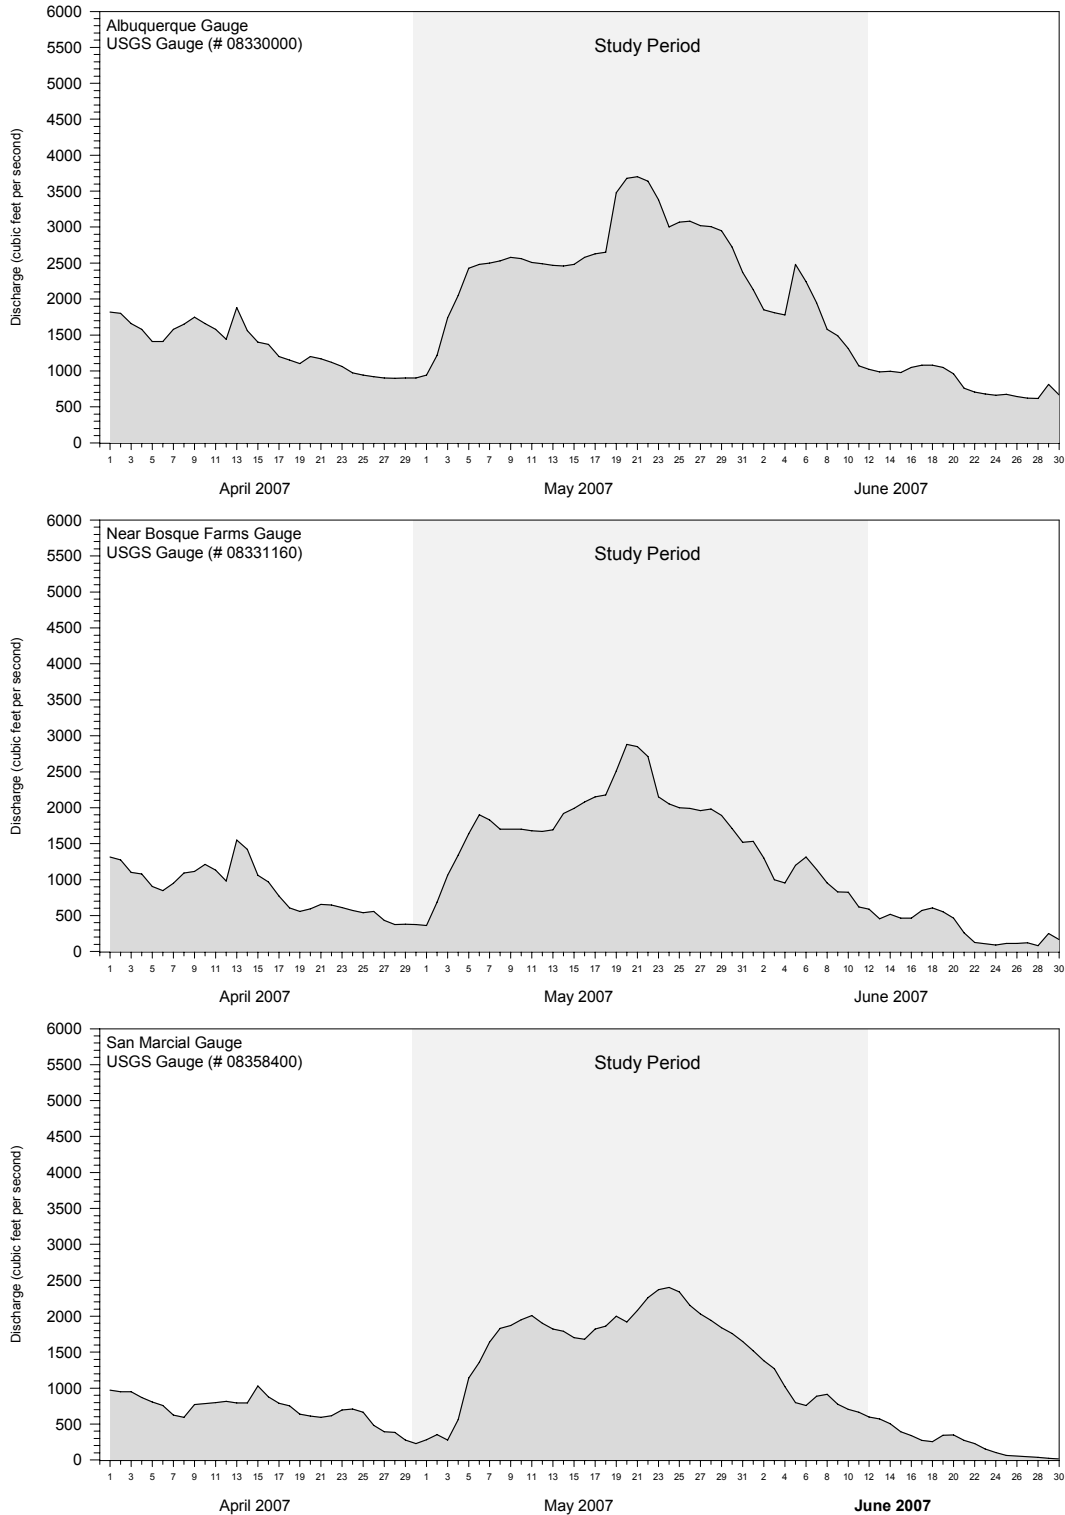 Albuquerque Gauge
USGS Gauge (# 08330000)
Study Period
Discharge (cubic feet per second)
6000
5500
5000
4500
4000
3500
3000
2500
2000
1500
1000
500
0
1 3 5 7 9 11 13 15 17 19 21 23 25 27 29 1 3 5 7 9 11 13 15 17 19 21 23 25 27 29 31 2 4 6 8 10 12 14 16 18 20 22 24 26 28 30
April 2007 May 2007 June 2007
Near Bosque Farms Gauge
USGS Gauge (# 08331160)
Study Period
Discharge (cubic feet per second)
6000
5500
5000
4500
4000
3500
3000
2500
2000
1500
1000
500
0
1 3 5 7 9 11 13 15 17 19 21 23 25 27 29 1 3 5 7 9 11 13 15 17 19 21 23 25 27 29 31 2 4 6 8 10 12 14 16 18 20 22 24 26 28 30
April 2007 May 2007 June 2007
San Marcial Gauge
USGS Gauge (# 08358400)
Study Period
Discharge (cubic feet per second)
6000
5500
5000
4500
4000
3500
3000
2500
2000
1500
1000
500
0
1 3 5 7 9 11 13 15 17 19 21 23 25 27 29 1 3 5 7 9 11 13 15 17 19 21 23 25 27 29 31 2 4 6 8 10 12 14 16 18 20 22 24 26 28 30
April 2007 May 2007 June 2007